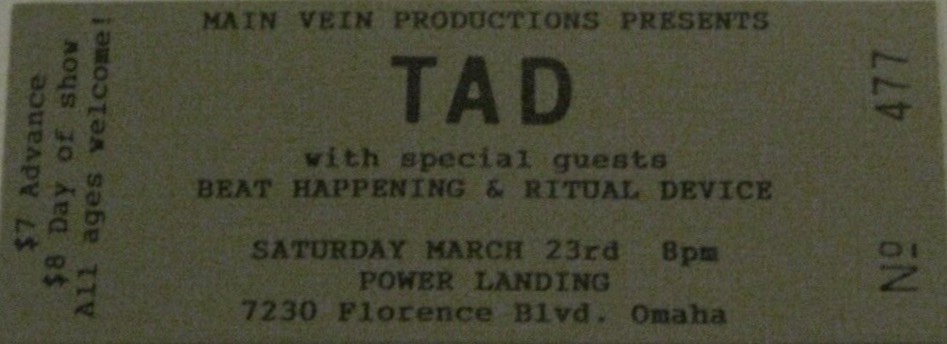 MAIN VEIN PRODUCTIONS PRESENTS
TAD
with special guests
BEAT HAPPENING & RITUAL DEVICE
SATURDAY MARCH 23rd 8pm
POWER LANDING
7230 Florence Blvd. Omaha
$7 Advance
$8 Day of show
All ages welcome!
Nº 477